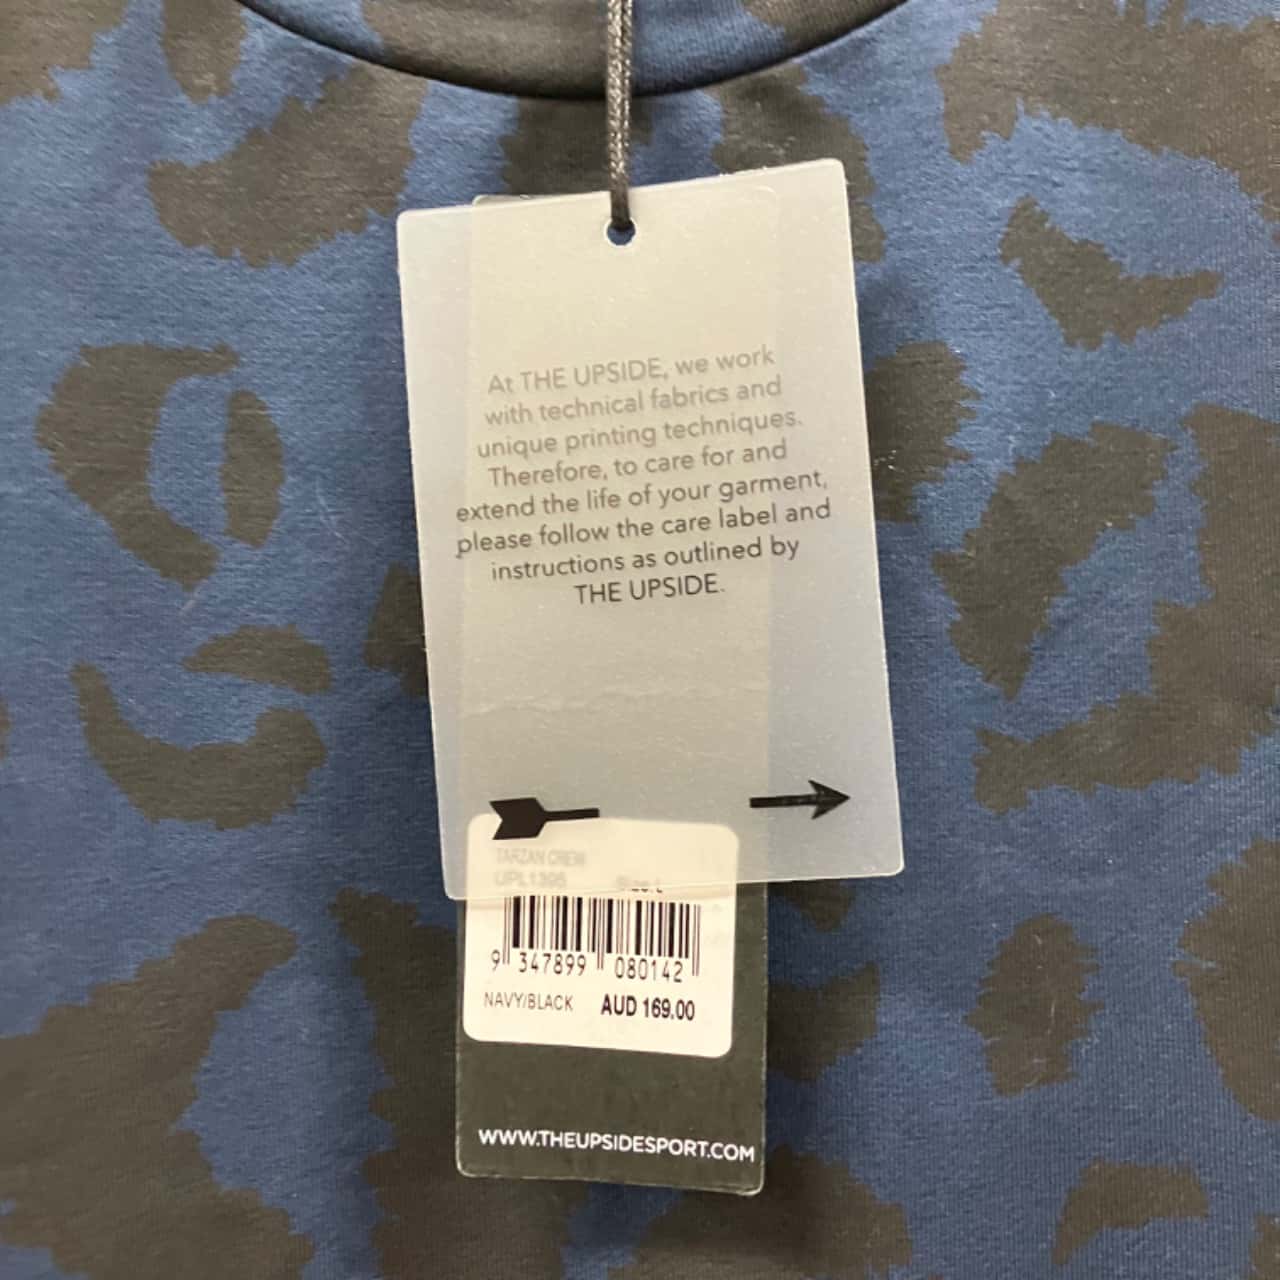 At THE UPSIDE, we work
with technical fabrics and
unique printing techniques.
Therefore, to care for and
extend the life of your garment,
please follow the care label and
instructions as outlined by
THE UPSIDE.
TARZAN CREW
UPL1395 Size: L
9 347899 080142
NAVY/BLACK AUD 169.00
WWW.THEUPSIDESPORT.COM